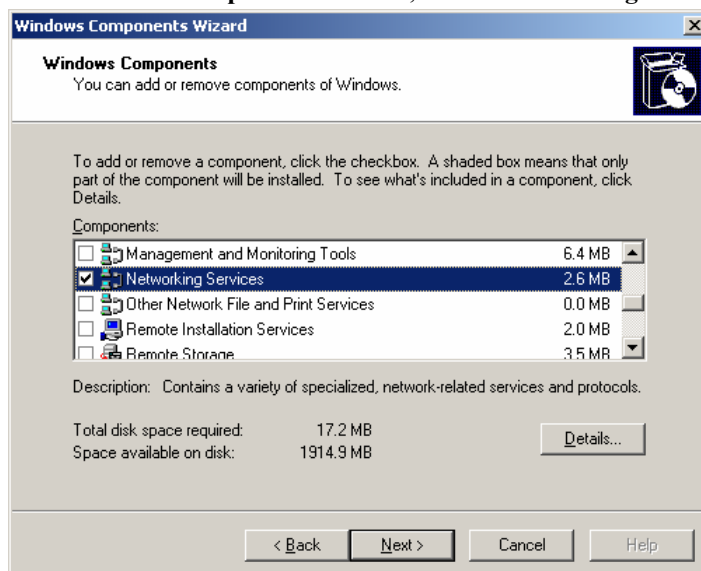 Windows Components Wizard
Windows Components
You can add or remove components of Windows.
To add or remove a component, click the checkbox. A shaded box means that only
part of the component will be installed. To see what's included in a component, click
Details.
Components:
Management and Monitoring Tools 6.4 MB
Networking Services 2.6 MB
Other Network File and Print Services 0.0 MB
Remote Installation Services 2.0 MB
Remote Storage 3.5 MB
Description: Contains a variety of specialized, network-related services and protocols.
Total disk space required: 17.2 MB
Space available on disk: 1914.9 MB
Details...
< Back Next > Cancel Help